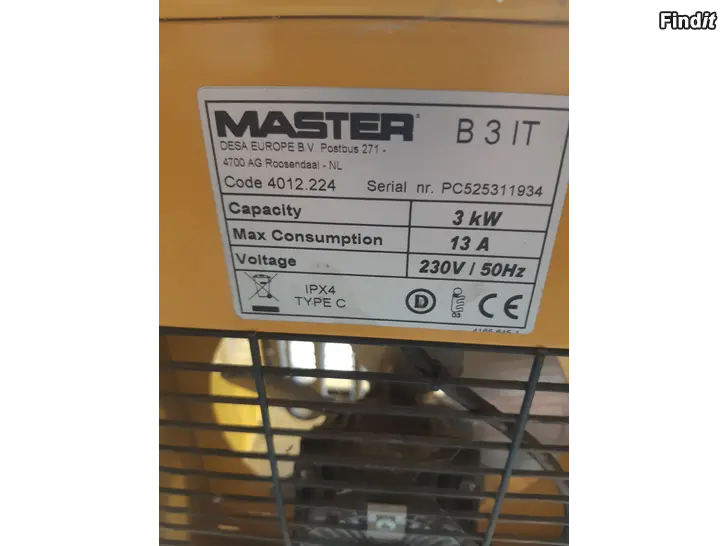 Findit
MASTER® B 3 IT
DESA EUROPE B.V. Postbus 271 -
4700 AG Roosendaal - NL
Code 4012.224 Serial nr. PC525311934
Capacity 3 kW
Max Consumption 13 A
Voltage 230V / 50Hz
IPX4
TYPE C
D CE